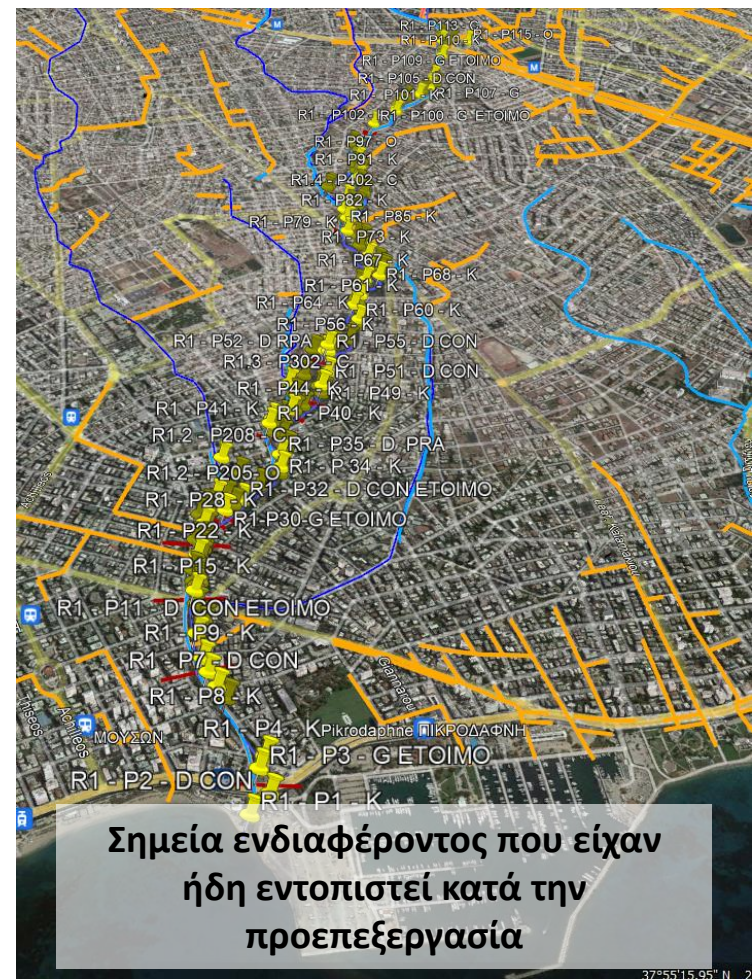 R1 - P113 - G
R1 - P110 - K
R1 - P115 - O
R1 - P109 - G ETOIMO
R1 - P105 - D CON
R1 - P101 - K
R1 - P107 - G
R1 - P102 -
R1 - P100 - G ETOIMO
R1 - P97 - O
R1 - P91 - K
R1.4 - P402 - C
R1 - P82 - K
R1 - P79 - K
R1 - P85 - K
R1 - P73 - K
R1 - P67 - K
R1 - P68 - K
R1 - P61 - K
R1 - P64 - K
R1 - P60 - K
R1 - P56 - K
R1 - P52 - D RPA
R1 - P55 - D CON
R1.3 - P302 - C
R1 - P51 - D CON
R1 - P44 - K
R1 - P49 - K
R1 - P41 - K
R1 - P40 - K
R1.2 - P208 - C
R1 - P35 - D. PRA
R1 - P 34 - K
R1.2 - P205 - O
R1 - P32 - D CON ETOIMO
R1 - P28 - K
R1-P30-G ETOIMO
R1 - P22 - K
R1 - P15 - K
R1 - P11 - D CON ETOIMO
R1 - P9 - K
R1 - P7 - D CON
R1 - P8 - K
Giannarou
Thiseos
Achilleos
ΜΟΥΣΩΝ
R1 - P4 - K
Pikrodaphne ΠΙΚΡΟΔΑΦΝΗ
R1 - P3 - G ETOIMO
R1 - P2 - D CON
R1 - P1 - K
Σημεία ενδιαφέροντος που είχαν
ήδη εντοπιστεί κατά την
προεπεξεργασία
37°55'15.95" N 2